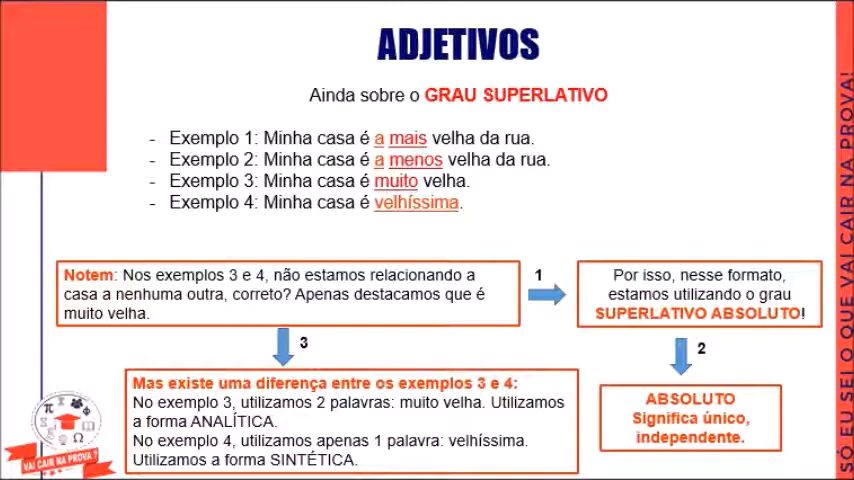 ADJETIVOS
Ainda sobre o GRAU SUPERLATIVO
- Exemplo 1: Minha casa é a mais velha da rua.
- Exemplo 2: Minha casa é a menos velha da rua.
- Exemplo 3: Minha casa é muito velha.
- Exemplo 4: Minha casa é velhíssima.
Notem: Nos exemplos 3 e 4, não estamos relacionando a
casa a nenhuma outra, correto? Apenas destacamos que é
muito velha.
1
Por isso, nesse formato,
estamos utilizando o grau
SUPERLATIVO ABSOLUTO!
3
2
Mas existe uma diferença entre os exemplos 3 e 4:
No exemplo 3, utilizamos 2 palavras: muito velha. Utilizamos
a forma ANALÍTICA.
No exemplo 4, utilizamos apenas 1 palavra: velhíssima.
Utilizamos a forma SINTÉTICA.
ABSOLUTO
Significa único,
independente.
VAI CAIR NA PROVA ?
SÓ EU SEI O QUE VAI CAIR NA PROVA!